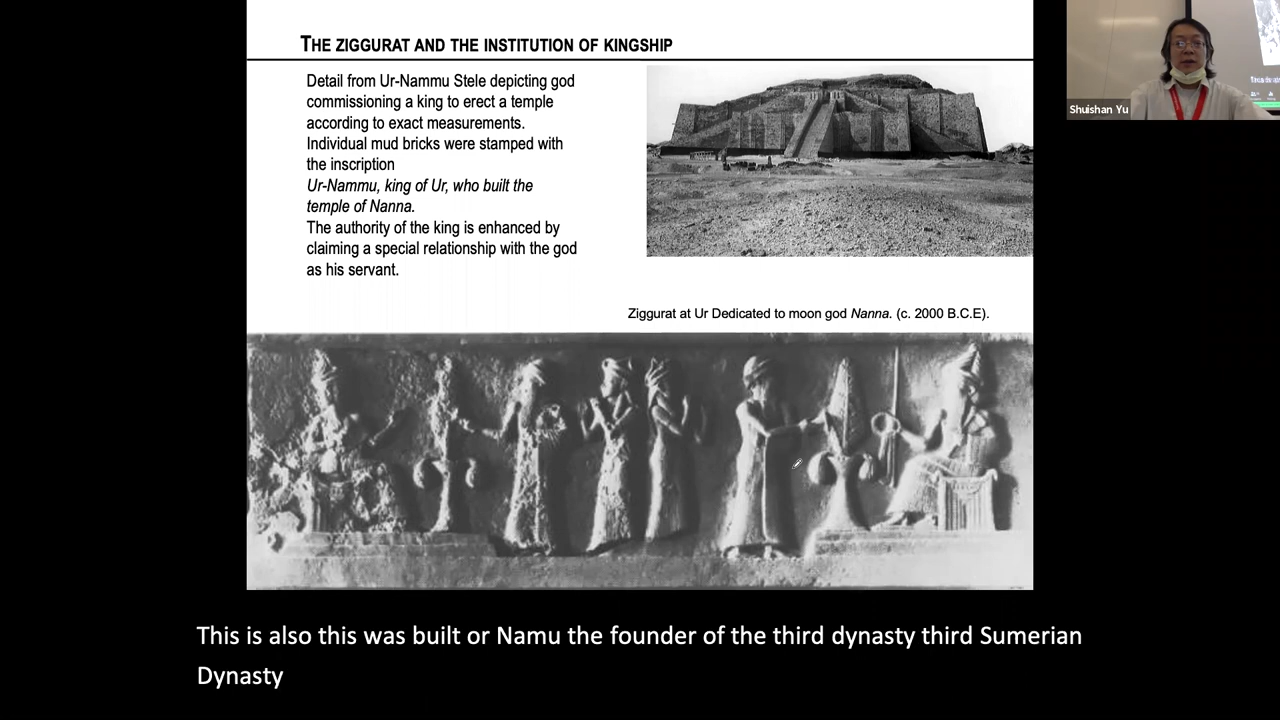 THE ZIGGURAT AND THE INSTITUTION OF KINGSHIP
Detail from Ur-Nammu Stele depicting god
commissioning a king to erect a temple
according to exact measurements.
Individual mud bricks were stamped with
the inscription
Ur-Nammu, king of Ur, who built the
temple of Nanna.
The authority of the king is enhanced by
claiming a special relationship with the god
as his servant.
Ziggurat at Ur Dedicated to moon god Nanna. (c. 2000 B.C.E).
Shuishan Yu
This is also this was built or Namu the founder of the third dynasty third Sumerian
Dynasty